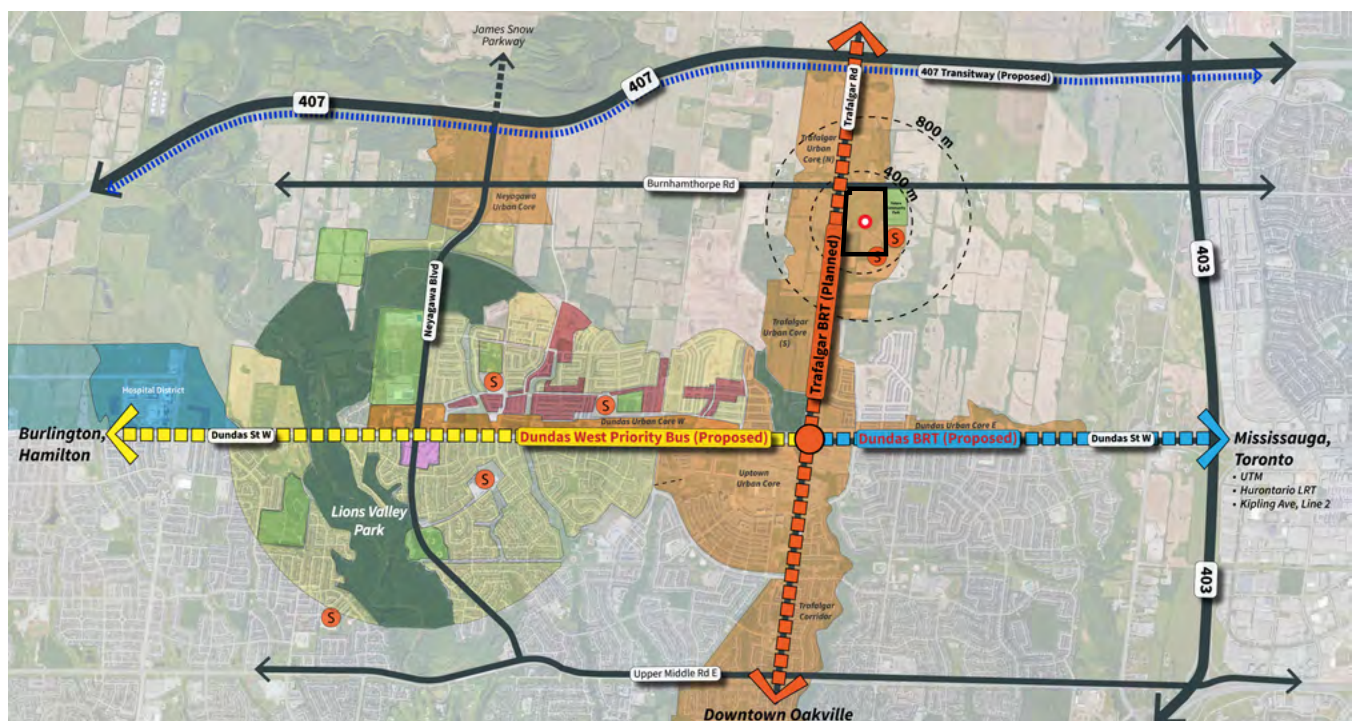 James Snow
Parkway
407
407
407 Transitway (Proposed)
Trafalgar Rd
800 m
400 m
Trafalgar
Urban
Core (N)
Burnhamthorpe Rd
Neyagawa
Urban Core
S
S
403
Neyagawa Blvd
Trafalgar BRT (Planned)
Trafalgar
Urban Core
(S)
Hospital District
S
S
Dundas Urban Core W
Dundas Urban Core E
Burlington,
Hamilton
Dundas St W
Dundas West Priority Bus (Proposed)
Dundas BRT (Proposed)
Dundas St W
Mississauga,
Toronto
• UTM
• Hurontario LRT
• Kipling Ave, Line 2
Uptown
Urban Core
S
Lions Valley
Park
403
S
Trafalgar
Corridor
Upper Middle Rd E
Downtown Oakville